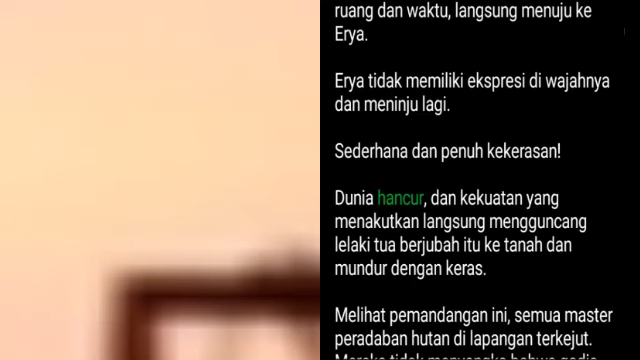 ruang dan waktu, langsung menuju ke
Erya.
Erya tidak memiliki ekspresi di wajahnya
dan meninju lagi.
Sederhana dan penuh kekerasan!
Dunia hancur, dan kekuatan yang
menakutkan langsung mengguncang
lelaki tua berjubah itu ke tanah dan
mundur dengan keras.
Melihat pemandangan ini, semua master
peradaban hutan di lapangan terkejut.